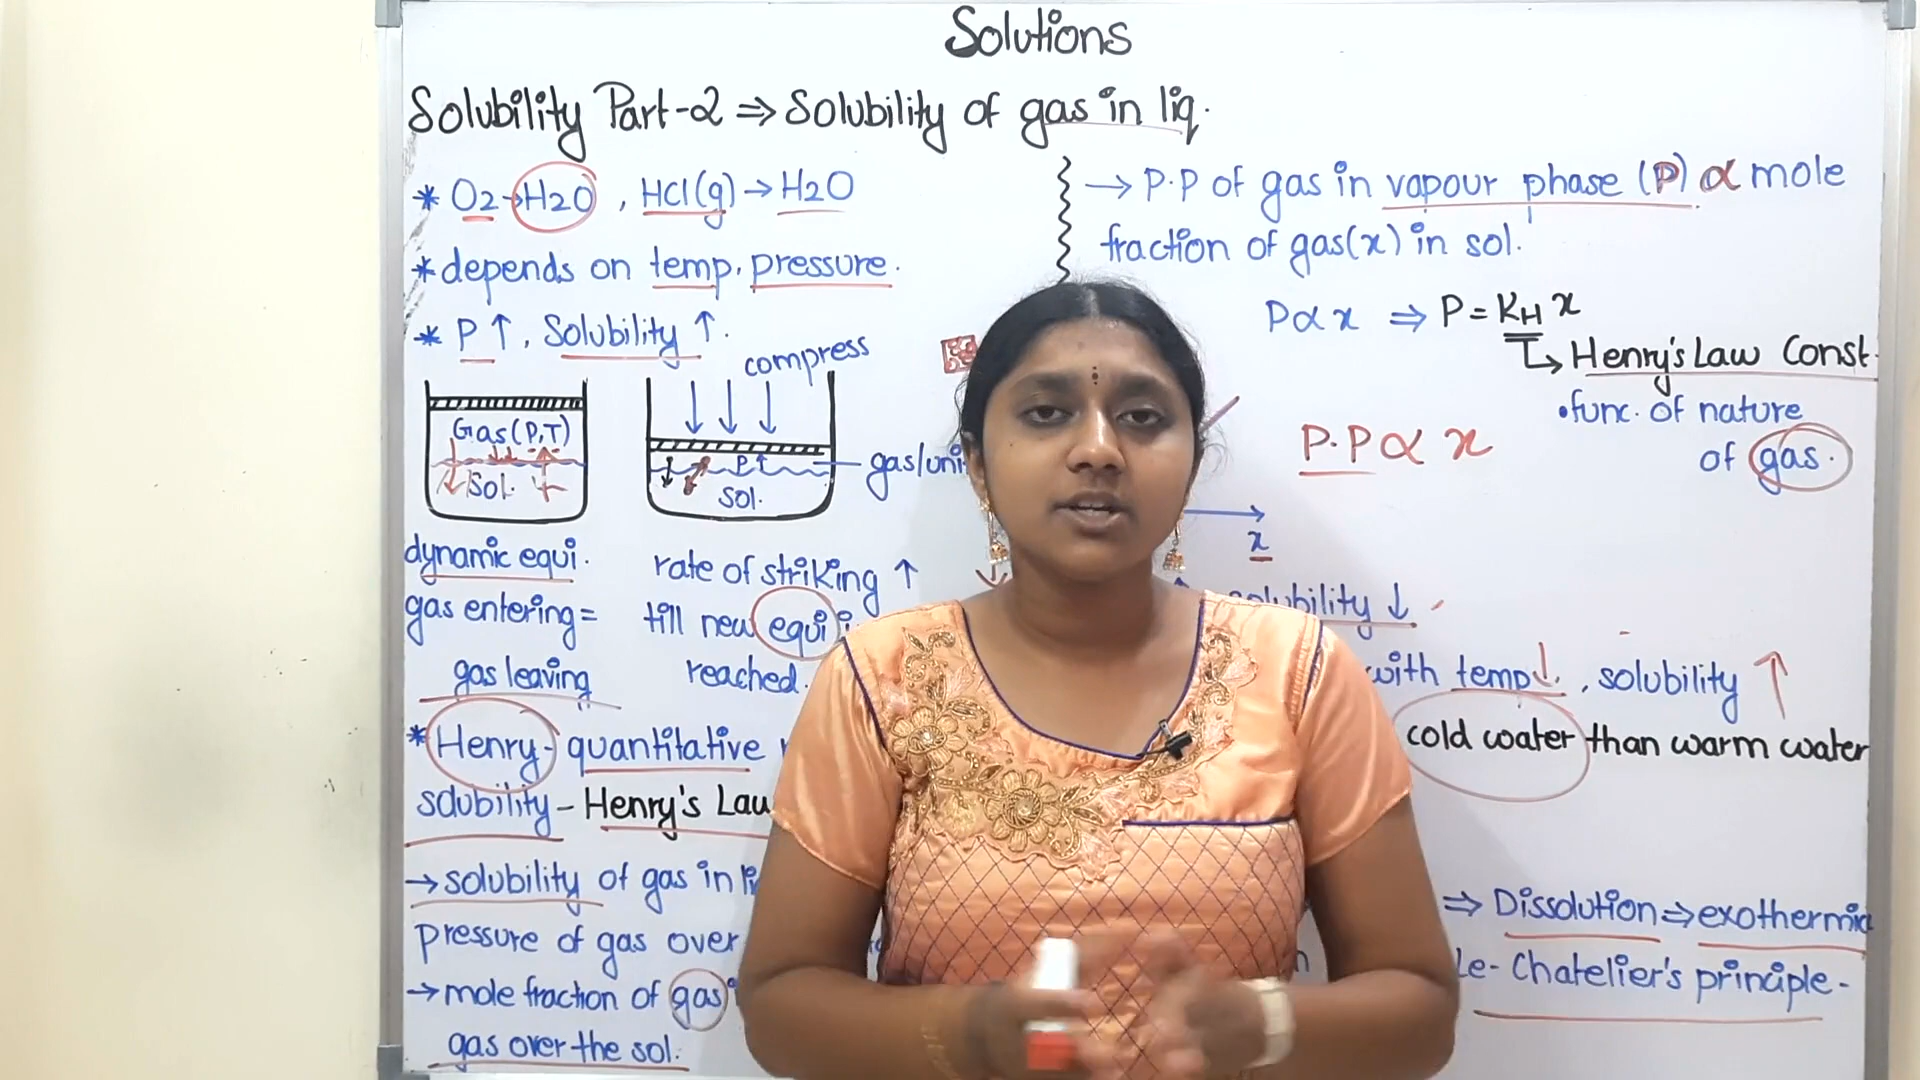 Solutions
Solubility Part-2 ⇒ Solubility of gas in liq.
* O2 → H2O , HCl(g) → H2O
* depends on temp, pressure.
* P ↑, Solubility ↑.
compress
Gas (P,T)
Sol.
P↑
Sol.
gas/uni
dynamic equi.
gas entering =
gas leaving
rate of striking ↑
till new equi
reached.
* Henry - quantitative
solubility - Henry's Law
→ solubility of gas in
pressure of gas over
→ mole fraction of gas
gas over the sol.
→ P.P of gas in vapour phase (P) ∝ mole
fraction of gas(x) in sol.
P ∝ x ⇒ P = KH x
↳ Henry's Law Const.
• func. of nature
of gas.
P.P ∝ x
x
solubility ↓
with temp ↓, solubility ↑
cold water than warm water
⇒ Dissolution ⇒ exothermic
Le-Chatelier's principle-